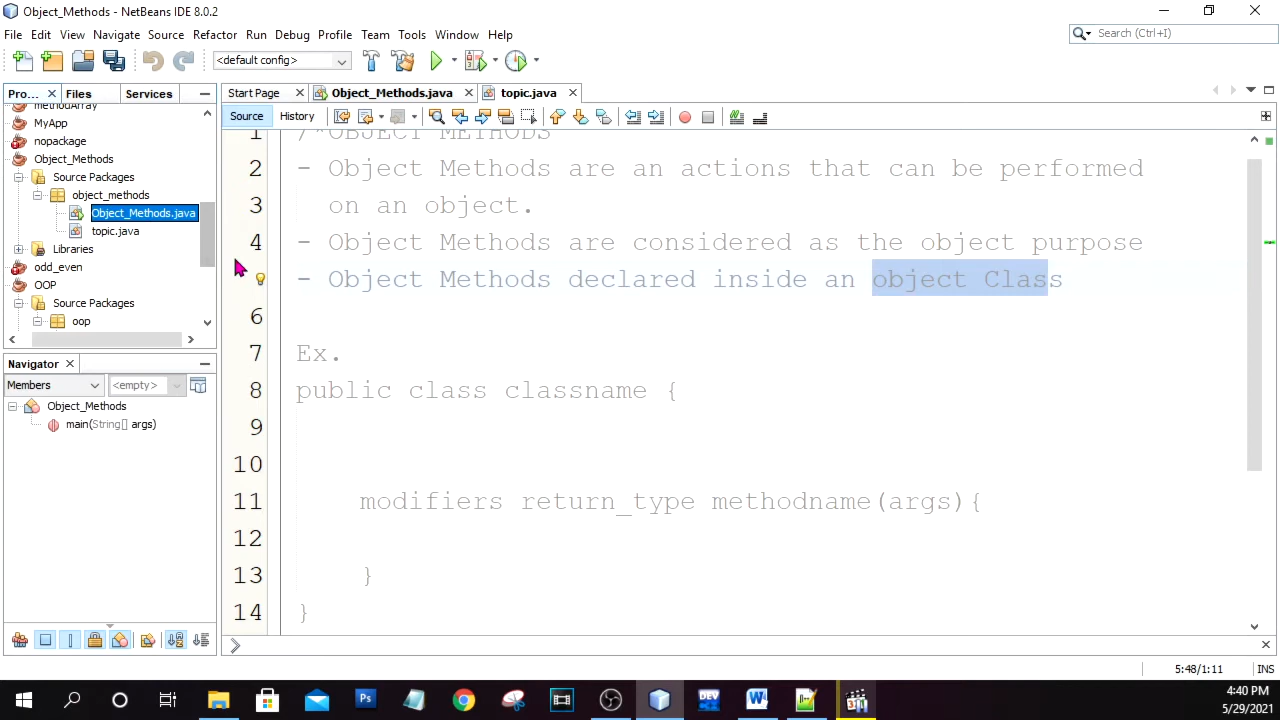 Object_Methods - NetBeans IDE 8.0.2
File Edit View Navigate Source Refactor Run Debug Profile Team Tools Window Help
Search (Ctrl+I)
<default config>
Pro... Files Services
Start Page Object_Methods.java topic.java
Source History
methodArray
MyApp
nopackage
Object_Methods
Source Packages
object_methods
Object_Methods.java
topic.java
Libraries
odd_even
OOP
Source Packages
oop
Navigator
Members <empty>
Object_Methods
main(String[] args)
1 /*OBJECT METHODS
2 - Object Methods are an actions that can be performed
3 on an object.
4 - Object Methods are considered as the object purpose
- Object Methods declared inside an object Class
6
7 Ex.
8 public class classname {
9
10
11 modifiers return_type methodname(args){
12
13 }
14 }
5:48/1:11 INS
Ps
DEV
W
321
4:40 PM
5/29/2021